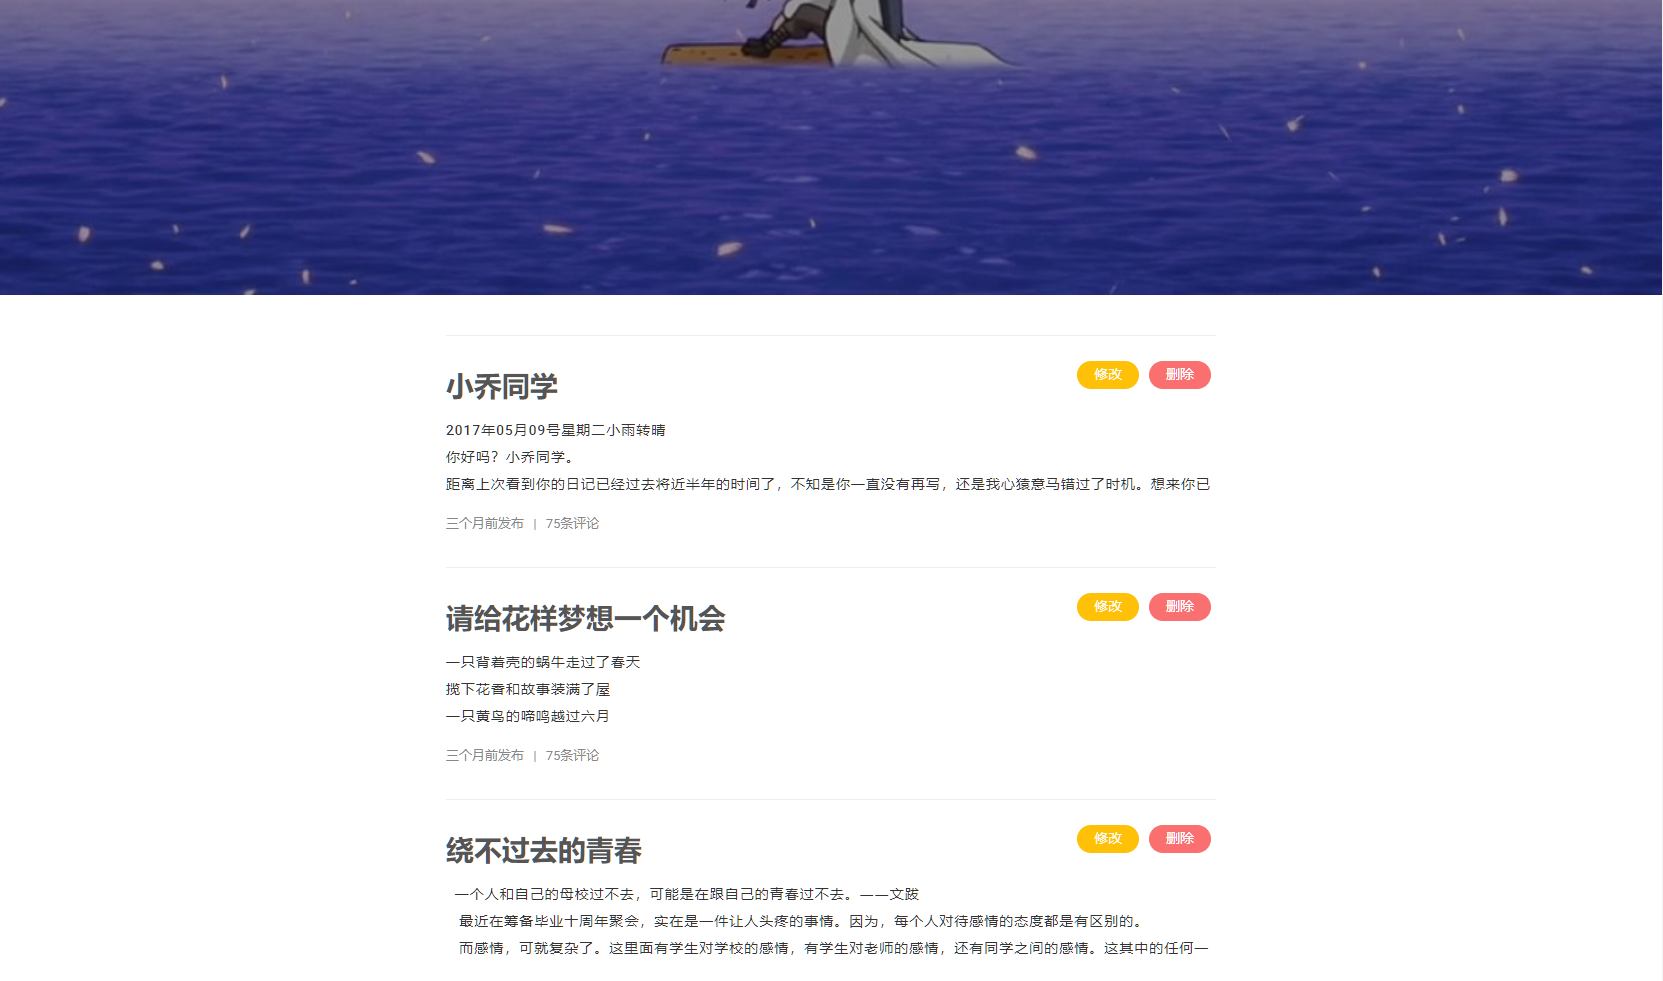 小乔同学
修改 删除
2017年05月09号星期二小雨转晴
你好吗？小乔同学。
距离上次看到你的日记已经过去将近半年的时间了，不知是你一直没有再写，还是我心猿意马错过了时机。想来你已
三个月前发布 | 75条评论
请给花样梦想一个机会
修改 删除
一只背着壳的蜗牛走过了春天
揽下花香和故事装满了屋
一只黄鸟的啼鸣越过六月
三个月前发布 | 75条评论
绕不过去的青春
修改 删除
一个人和自己的母校过不去，可能是在跟自己的青春过不去。——文跋
最近在筹备毕业十周年聚会，实在是一件让人头疼的事情。因为，每个人对待感情的态度都是有区别的。
而感情，可就复杂了。这里面有学生对学校的感情，有学生对老师的感情，还有同学之间的感情。这其中的任何一